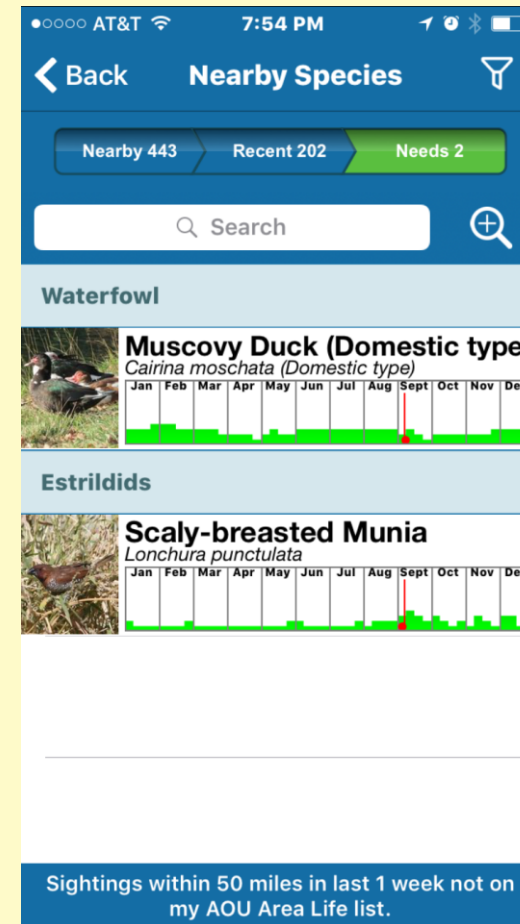 AT&T 7:54 PM
Back Nearby Species
Nearby 443 Recent 202 Needs 2
Search
Waterfowl
Muscovy Duck (Domestic type
Cairina moschata (Domestic type)
Jan Feb Mar Apr May Jun Jul Aug Sept Oct Nov De
Estrildids
Scaly-breasted Munia
Lonchura punctulata
Jan Feb Mar Apr May Jun Jul Aug Sept Oct Nov De
Sightings within 50 miles in last 1 week not on
my AOU Area Life list.